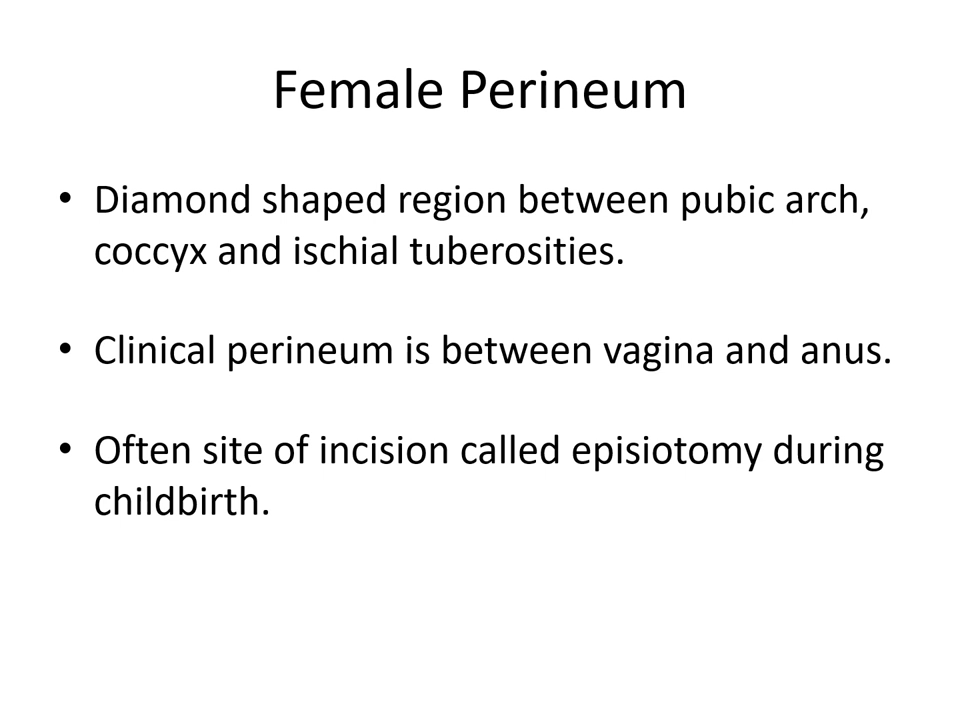 Female Perineum
• Diamond shaped region between pubic arch,
coccyx and ischial tuberosities.
• Clinical perineum is between vagina and anus.
• Often site of incision called episiotomy during
childbirth.